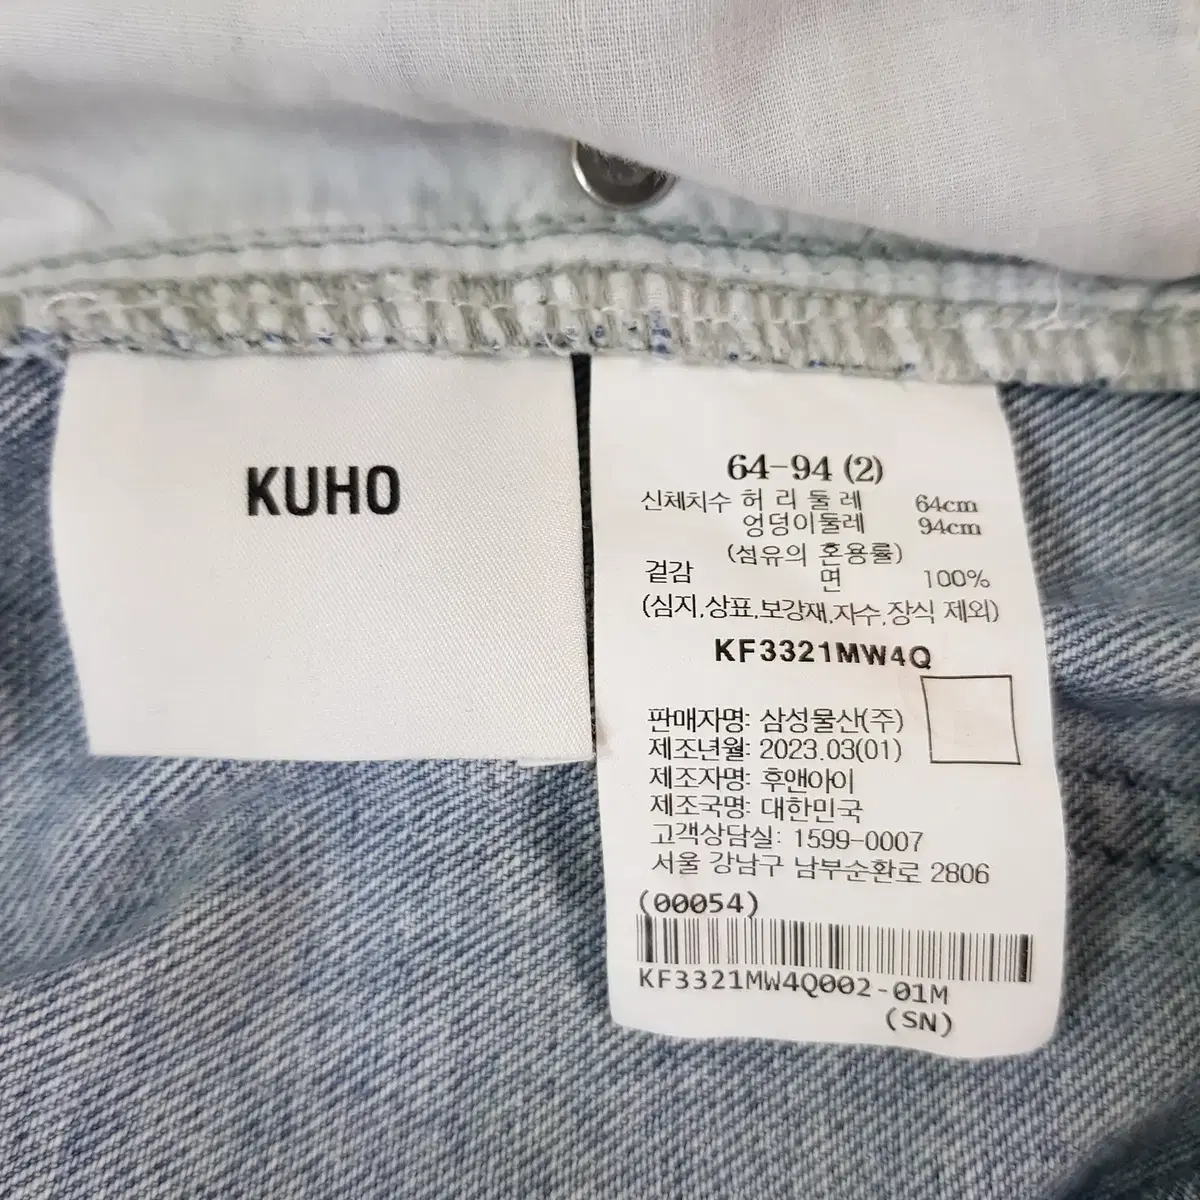 KUHO
64-94 (2)
신체치수 허 리 둘 레 64cm
엉덩이둘레 94cm
(섬유의 혼용률)
겉감 면 100%
(심지,상표,보강재,자수,장식 제외)
KF3321MW4Q
판매자명: 삼성물산(주)
제조년월: 2023.03(01)
제조자명: 후앤아이
제조국명: 대한민국
고객상담실: 1599-0007
서울 강남구 남부순환로 2806
(00054)
KF3321MW4Q002-01M
(SN)